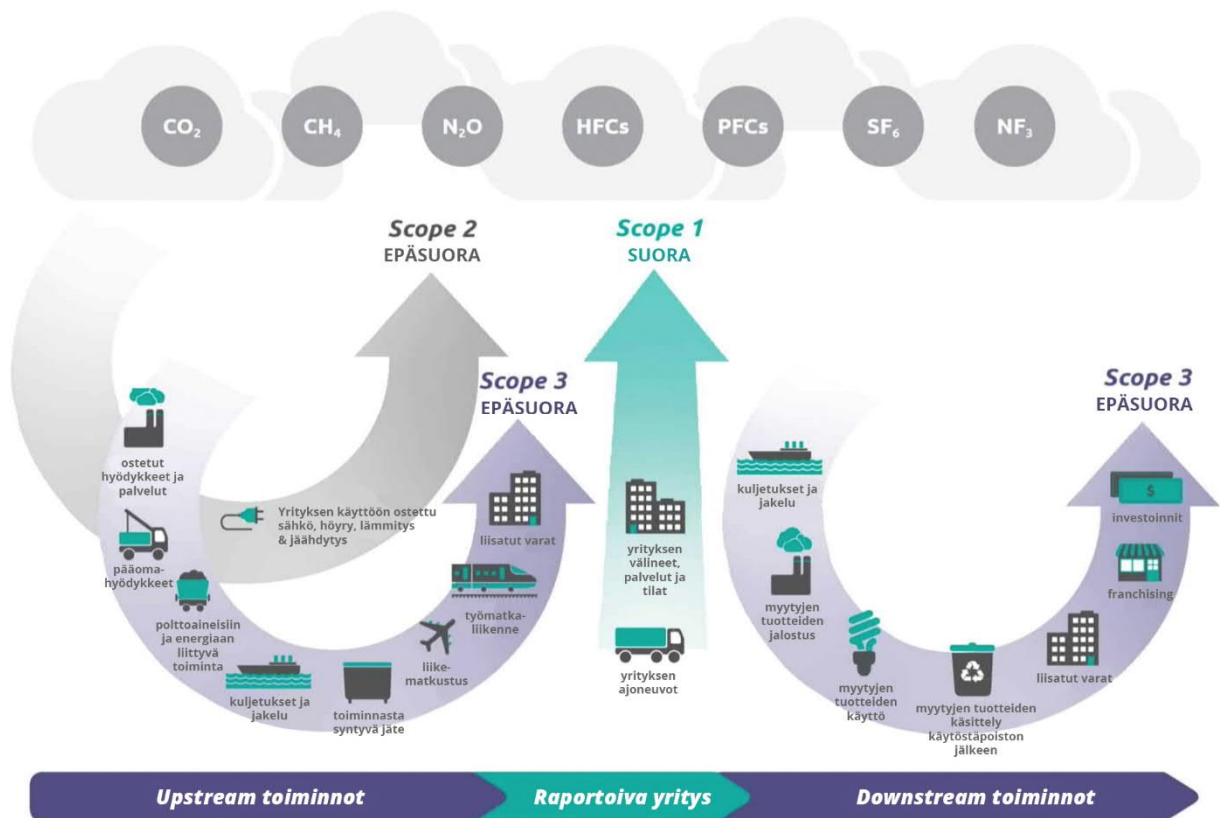 CO₂
CH₄
N₂O
HFCs
PFCs
SF₆
NF₃
Scope 2
EPÄSUORA
Scope 1
SUORA
Scope 3
EPÄSUORA
Scope 3
EPÄSUORA
ostetut
hyödykkeet ja
palvelut
pääoma-
hyödykkeet
polttoaineisiin
ja energiaan
liittyvä
toiminta
kuljetukset ja
jakelu
toiminnasta
syntyvä jäte
liike-
matkustus
työmatka-
liikenne
liisatut varat
Yrityksen käyttöön ostettu
sähkö, höyry, lämmitys
& jäähdytys
yrityksen
välineet,
palvelut ja
tilat
yrityksen
ajoneuvot
kuljetukset ja
jakelu
myytyjen
tuotteiden
jalostus
myytyjen
tuotteiden
käyttö
myytyjen tuotteiden
käsittely
käytöstäpoiston
jälkeen
liisatut varat
franchising
$
investoinnit
Upstream toiminnot
Raportoiva yritys
Downstream toiminnot